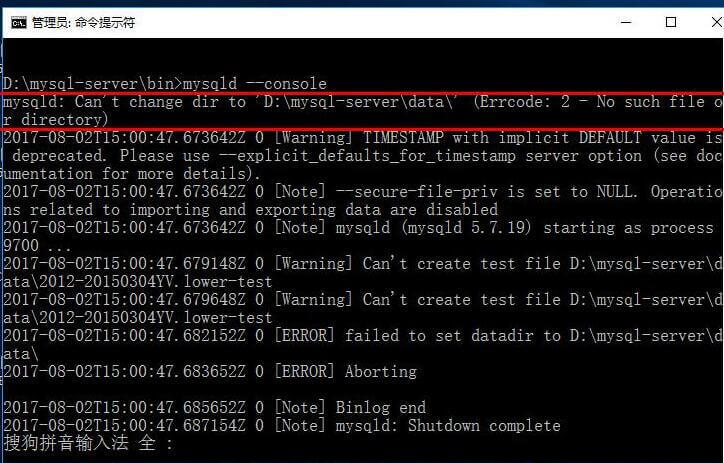 管理员: 命令提示符
D:\mysql-server\bin>mysqld --console
mysqld: Can't change dir to 'D:\mysql-server\data\' (Errcode: 2 - No such file o
r directory)
2017-08-02T15:00:47.673642Z 0 [Warning] TIMESTAMP with implicit DEFAULT value is
 deprecated. Please use --explicit_defaults_for_timestamp server option (see doc
umentation for more details).
2017-08-02T15:00:47.673642Z 0 [Note] --secure-file-priv is set to NULL. Operatio
ns related to importing and exporting data are disabled
2017-08-02T15:00:47.673642Z 0 [Note] mysqld (mysqld 5.7.19) starting as process
9700 ...
2017-08-02T15:00:47.679148Z 0 [Warning] Can't create test file D:\mysql-server\d
ata\2012-20150304YV.lower-test
2017-08-02T15:00:47.679648Z 0 [Warning] Can't create test file D:\mysql-server\d
ata\2012-20150304YV.lower-test
2017-08-02T15:00:47.682152Z 0 [ERROR] failed to set datadir to D:\mysql-server\d
ata\
2017-08-02T15:00:47.683652Z 0 [ERROR] Aborting
2017-08-02T15:00:47.685652Z 0 [Note] Binlog end
2017-08-02T15:00:47.687154Z 0 [Note] mysqld: Shutdown complete
搜狗拼音输入法 全 :